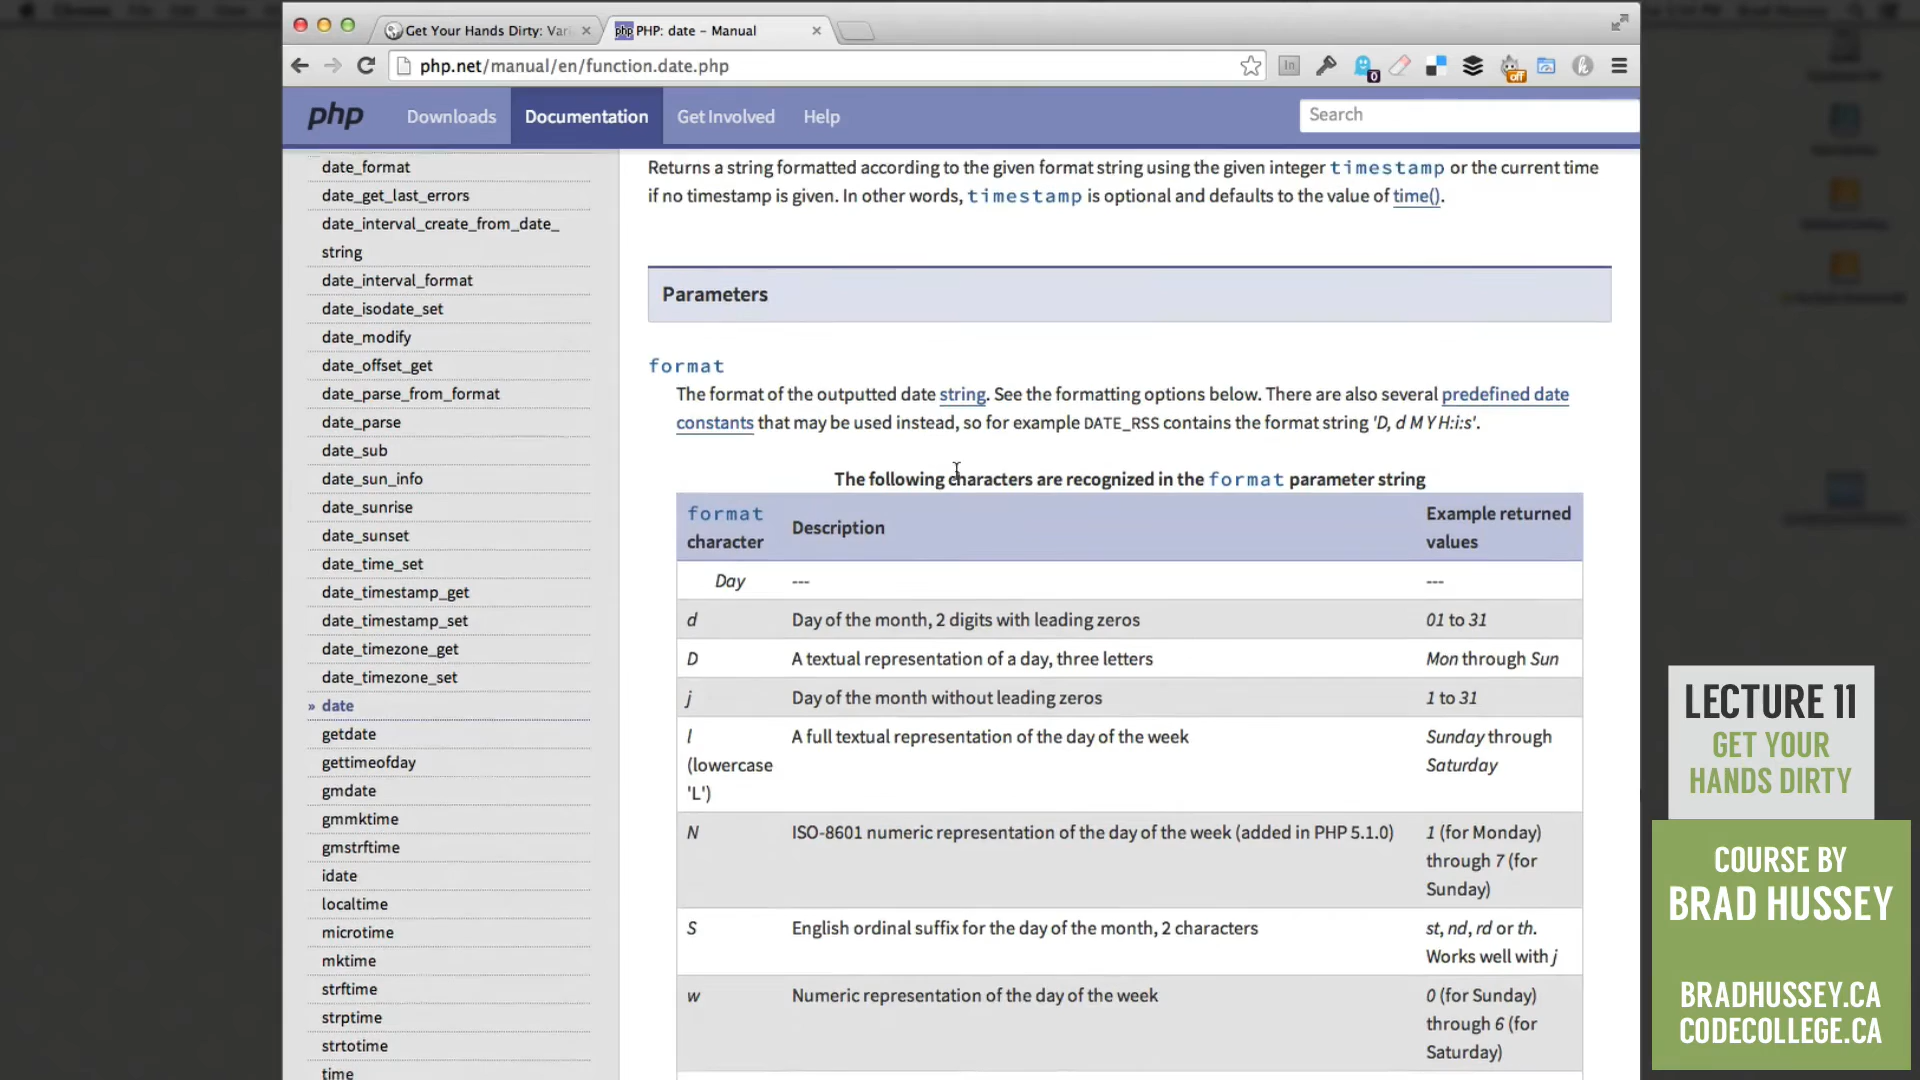 Get Your Hands Dirty: Var
PHP: date – Manual
php.net/manual/en/function.date.php
In
0
off
php
Downloads
Documentation
Get Involved
Help
Search
date_format
date_get_last_errors
date_interval_create_from_date_
string
date_interval_format
date_isodate_set
date_modify
date_offset_get
date_parse_from_format
date_parse
date_sub
date_sun_info
date_sunrise
date_sunset
date_time_set
date_timestamp_get
date_timestamp_set
date_timezone_get
date_timezone_set
» date
getdate
gettimeofday
gmdate
gmmktime
gmstrftime
idate
localtime
microtime
mktime
strftime
strptime
strtotime
time
Returns a string formatted according to the given format string using the given integer timestamp or the current time
if no timestamp is given. In other words, timestamp is optional and defaults to the value of time().
Parameters
format
The format of the outputted date string. See the formatting options below. There are also several predefined date
constants that may be used instead, so for example DATE_RSS contains the format string 'D, d M Y H:i:s'.
The following characters are recognized in the format parameter string
format
character
Description
Example returned
values
Day
---
---
d
Day of the month, 2 digits with leading zeros
01 to 31
D
A textual representation of a day, three letters
Mon through Sun
j
Day of the month without leading zeros
1 to 31
l
(lowercase
'L')
A full textual representation of the day of the week
Sunday through
Saturday
N
ISO-8601 numeric representation of the day of the week (added in PHP 5.1.0)
1 (for Monday)
through 7 (for
Sunday)
S
English ordinal suffix for the day of the month, 2 characters
st, nd, rd or th.
Works well with j
w
Numeric representation of the day of the week
0 (for Sunday)
through 6 (for
Saturday)
LECTURE 11
GET YOUR
HANDS DIRTY
COURSE BY
BRAD HUSSEY
BRADHUSSEY.CA
CODECOLLEGE.CA